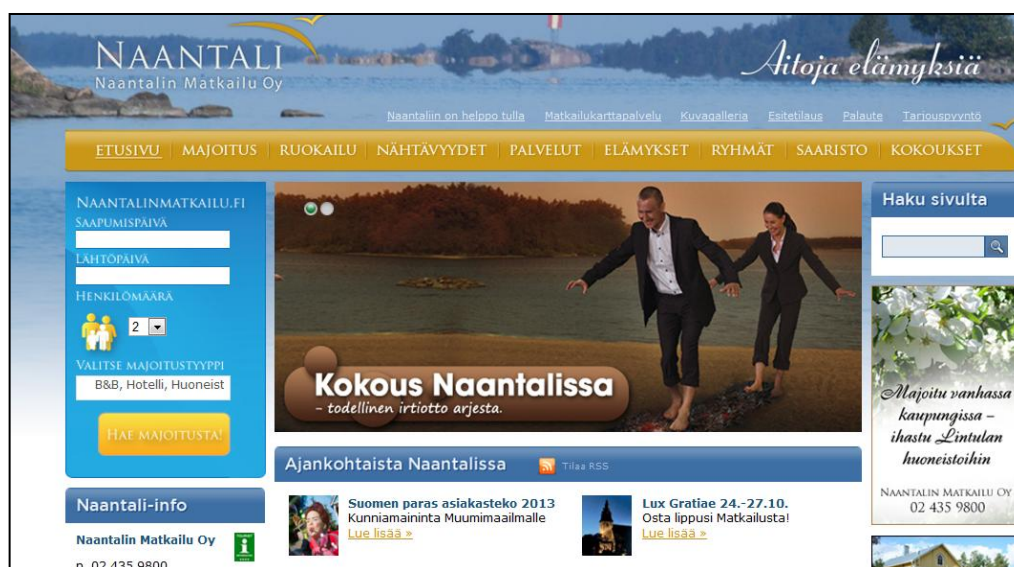 NAANTALI
Naantalin Matkailu Oy
Aitoja elämyksiä
Naantaliin on helppo tulla Matkailukarttapalvelu Kuvagalleria Esitetilaus Palaute Tarjouspyyntö
ETUSIVU MAJOITUS RUOKAILU NÄHTÄVYYDET PALVELUT ELÄMYKSET RYHMÄT SAARISTO KOKOUKSET
NAANTALINMATKAILU.FI
SAAPUMISPÄIVÄ
LÄHTÖPÄIVÄ
HENKILÖMÄÄRÄ
2
VALITSE MAJOITUSTYYPPI
B&B, Hotelli, Huoneist
HAE MAJOITUSTA!
Naantali-info
Naantalin Matkailu Oy
p. 02 435 9800
Kokous Naantalissa
– todellinen irtiotto arjesta.
Ajankohtaista Naantalissa Tilaa RSS
Suomen paras asiakasteko 2013
Kunniamaininta Muumimaailmalle
Lue lisää »
Lux Gratiae 24.-27.10.
Osta lippusi Matkailusta!
Lue lisää »
Haku sivulta
Majoitu vanhassa
kaupungissa –
ihastu Lintulan
huoneistoihin
NAANTALIN MATKAILU OY
02 435 9800